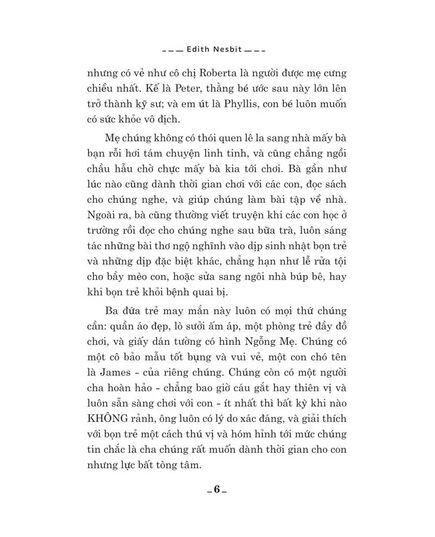 Edith Nesbit
nhưng có vẻ như cô chị Roberta là người được mẹ cưng
chiều nhất. Kế là Peter, thằng bé ước sau này lớn lên
trở thành kỹ sư; và em út là Phyllis, con bé luôn muốn
có sức khỏe vô địch.
Mẹ chúng không có thói quen lê la sang nhà mấy bà
bạn rỗi hơi tám chuyện linh tinh, và cũng chẳng ngồi
chầu hẫu chờ chực mấy bà kia tới chơi. Bà gần như
lúc nào cũng dành thời gian chơi với các con, đọc sách
cho chúng nghe, và giúp chúng làm bài tập về nhà.
Ngoài ra, bà cũng thường viết truyện khi các con học ở
trường rồi đọc cho chúng nghe sau bữa trà, luôn sáng
tác những bài thơ ngộ nghĩnh vào dịp sinh nhật bọn trẻ
và những dịp đặc biệt khác, chẳng hạn như lễ rửa tội
cho bầy mèo con, hoặc sửa sang ngôi nhà búp bê, hay
khi bọn trẻ khỏi bệnh quai bị.
Ba đứa trẻ may mắn này luôn có mọi thứ chúng
cần: quần áo đẹp, lò sưởi ấm áp, một phòng trẻ đầy đồ
chơi, và giấy dán tường có hình Ngỗng Mẹ. Chúng có
một cô bảo mẫu tốt bụng và vui vẻ, một con chó tên
là James - của riêng chúng. Chúng còn có một người
cha hoàn hảo - chẳng bao giờ cáu gắt hay thiên vị và
luôn sẵn sàng chơi với con - ít nhất thì bất kỳ khi nào
KHÔNG rảnh, ông luôn có lý do xác đáng, và giải thích
với bọn trẻ một cách thú vị và hóm hỉnh tới mức chúng
tin chắc là cha chúng rất muốn dành thời gian cho con
nhưng lực bất tòng tâm.
6